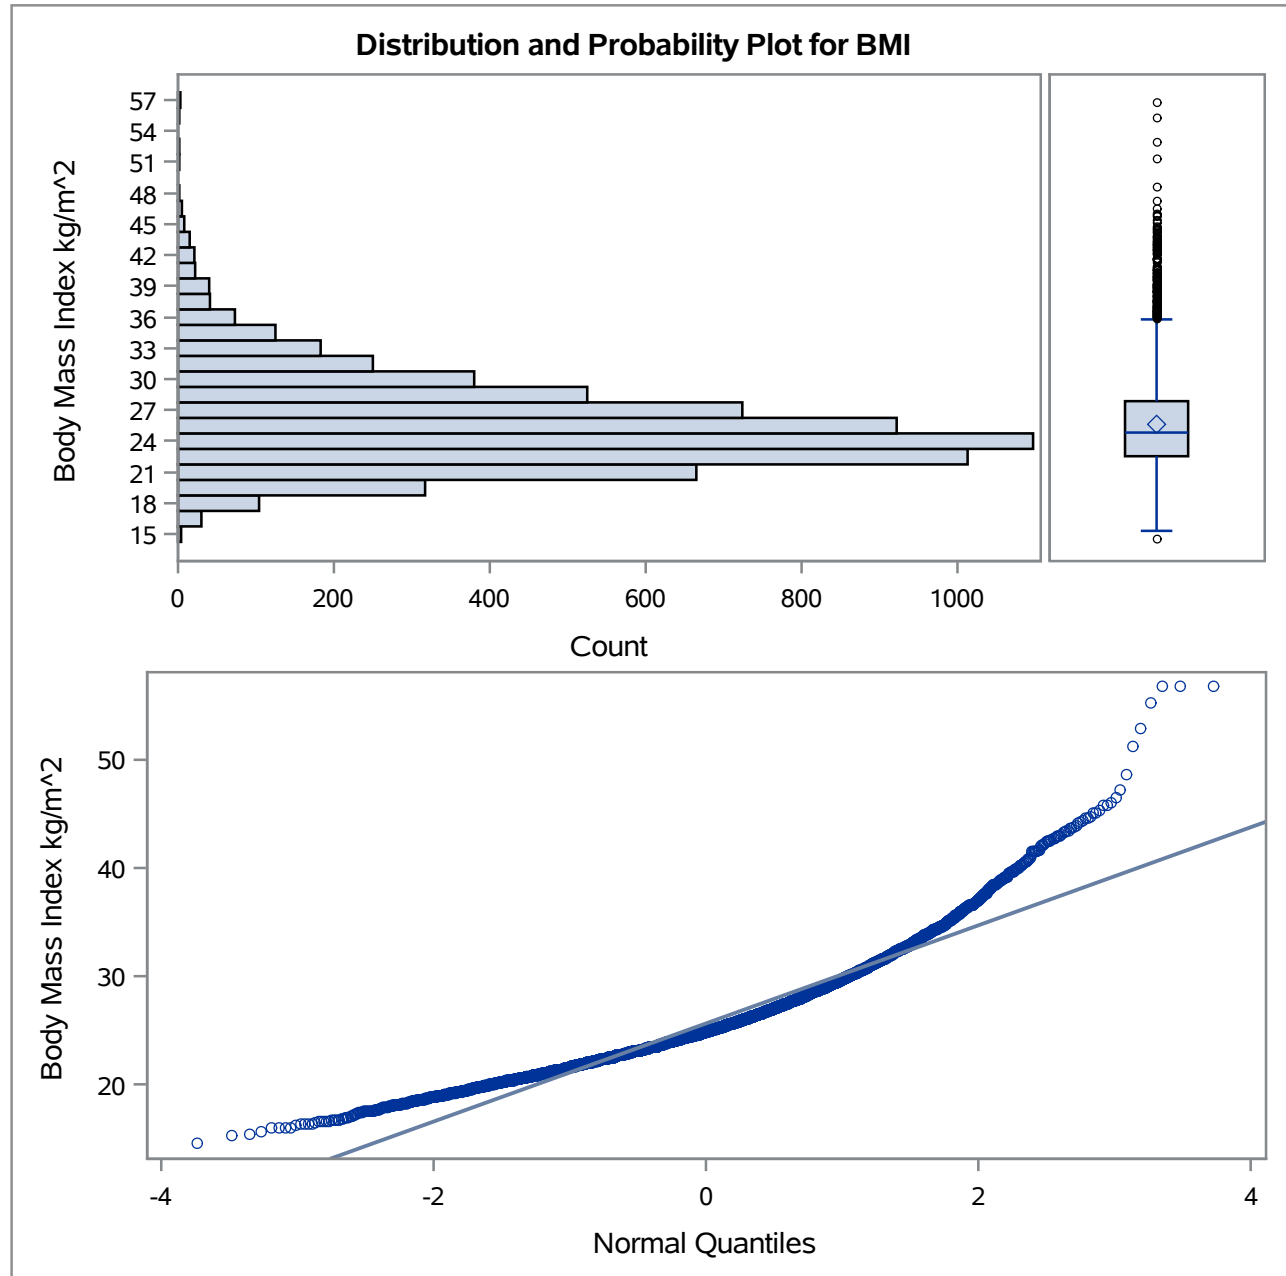 Distribution and Probability Plot for BMI
Body Mass Index kg/m^2
57
54
51
48
45
42
39
36
33
30
27
24
21
18
15
0 200 400 600 800 1000
Count
Body Mass Index kg/m^2
50
40
30
20
-4 -2 0 2 4
Normal Quantiles